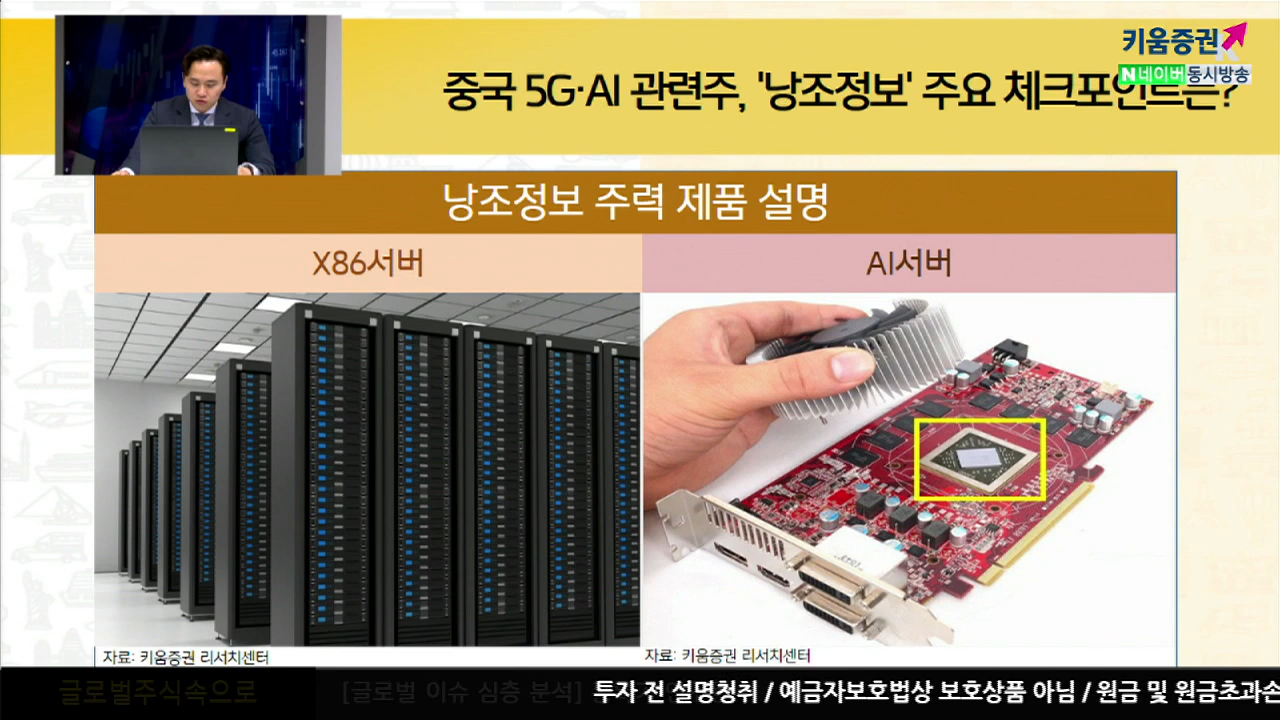 키움증권
N 네이버 동시방송
중국 5G·AI 관련주, '낭조정보' 주요 체크포인트는?
낭조정보 주력 제품 설명
X86서버
AI서버
자료: 키움증권 리서치센터
자료: 키움증권 리서치센터
글로벌주식속으로
[글로벌 이슈 심층 분석]
투자 전 설명청취 / 예금자보호법상 보호상품 아님 / 원금 및 원금초과손